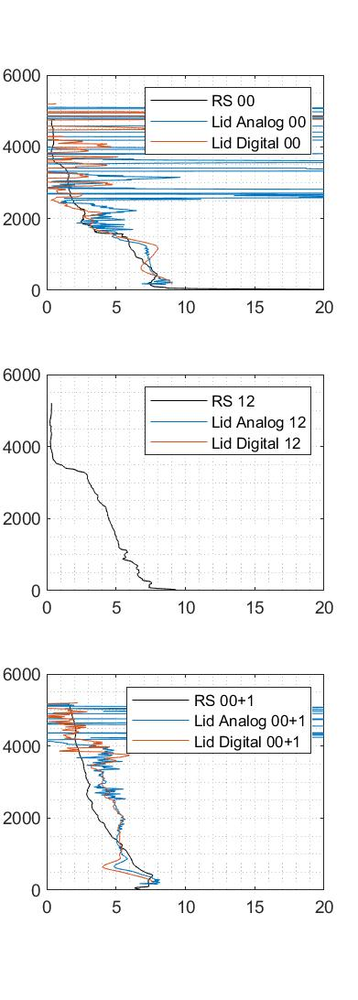 6000
RS 00
Lid Analog 00
Lid Digital 00
4000
2000
0
0 5 10 15 20
6000
RS 12
Lid Analog 12
Lid Digital 12
4000
2000
0
0 5 10 15 20
6000
RS 00+1
Lid Analog 00+1
Lid Digital 00+1
4000
2000
0
0 5 10 15 20